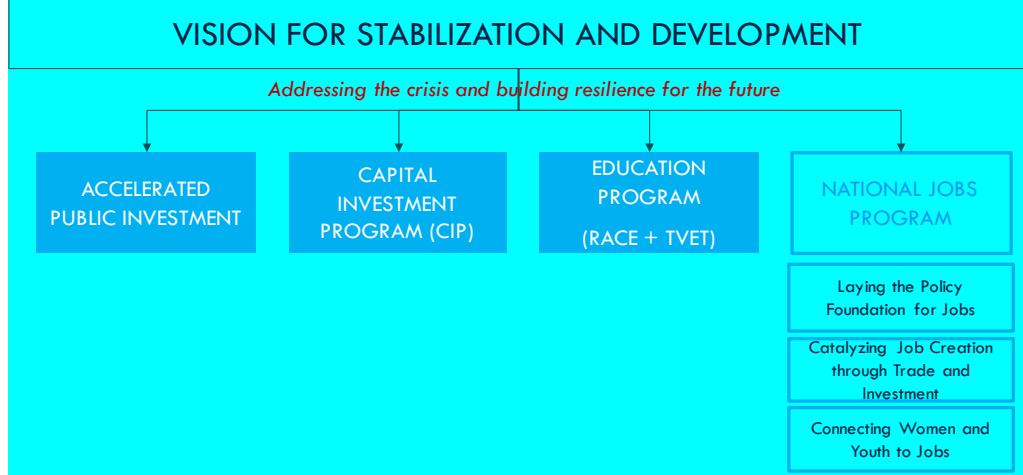 VISION FOR STABILIZATION AND DEVELOPMENT
Addressing the crisis and building resilience for the future
ACCELERATED
PUBLIC INVESTMENT
CAPITAL
INVESTMENT
PROGRAM (CIP)
EDUCATION
PROGRAM
(RACE + TVET)
NATIONAL JOBS
PROGRAM
Laying the Policy
Foundation for Jobs
Catalyzing Job Creation
through Trade and
Investment
Connecting Women and
Youth to Jobs